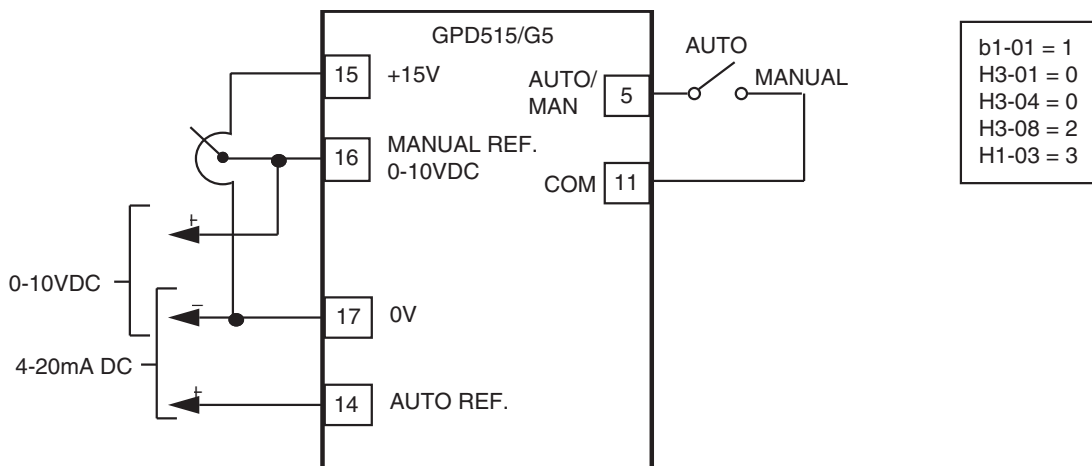 GPD515/G5
15
+15V
16
MANUAL REF.
0-10VDC
+
0-10VDC
–
17
0V
4-20mA DC
+
14
AUTO REF.
AUTO/
MAN
5
AUTO
MANUAL
COM
11
b1-01 = 1
H3-01 = 0
H3-04 = 0
H3-08 = 2
H1-03 = 3